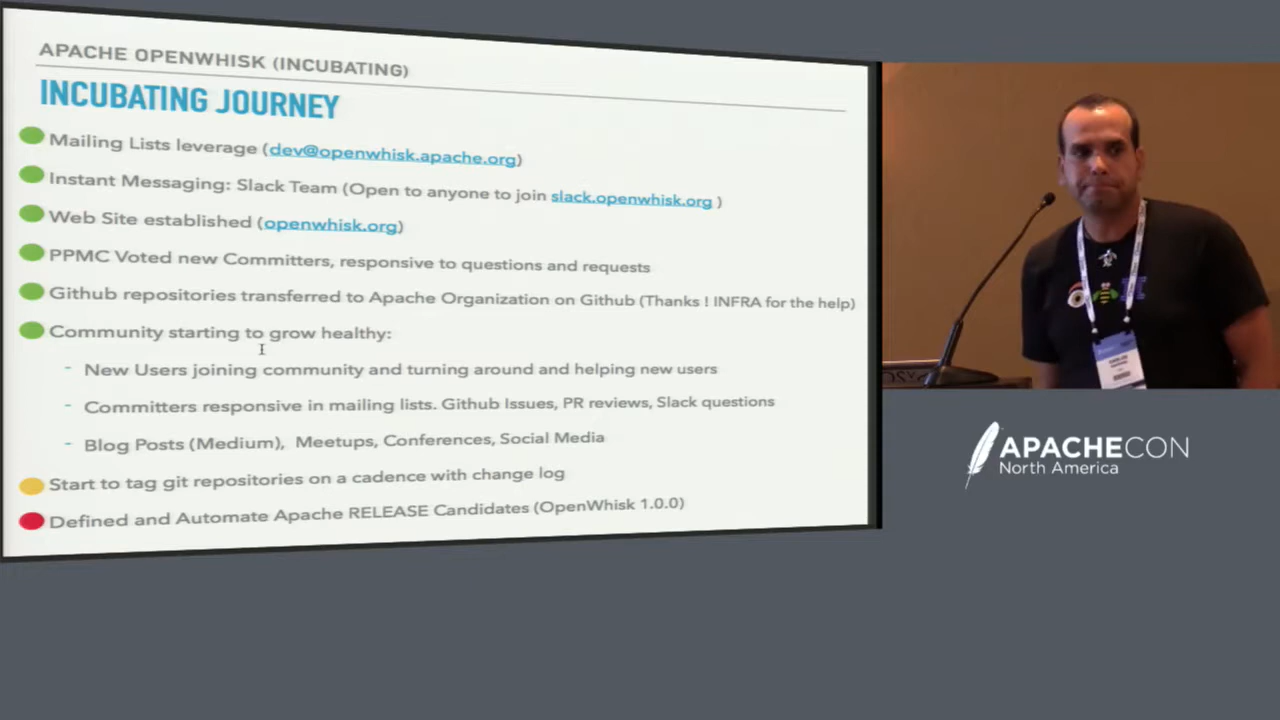 APACHE OPENWHISK (INCUBATING)
INCUBATING JOURNEY
Mailing Lists leverage (dev@openwhisk.apache.org)
Instant Messaging: Slack Team (Open to anyone to join slack.openwhisk.org )
Web Site established (openwhisk.org)
PPMC Voted new Committers, responsive to questions and requests
Github repositories transferred to Apache Organization on Github (Thanks ! INFRA for the help)
Community starting to grow healthy:
- New Users joining community and turning around and helping new users
- Committers responsive in mailing lists. Github Issues, PR reviews, Slack questions
- Blog Posts (Medium), Meetups, Conferences, Social Media
Start to tag git repositories on a cadence with change log
Defined and Automate Apache RELEASE Candidates (OpenWhisk 1.0.0)
APACHECON
North America